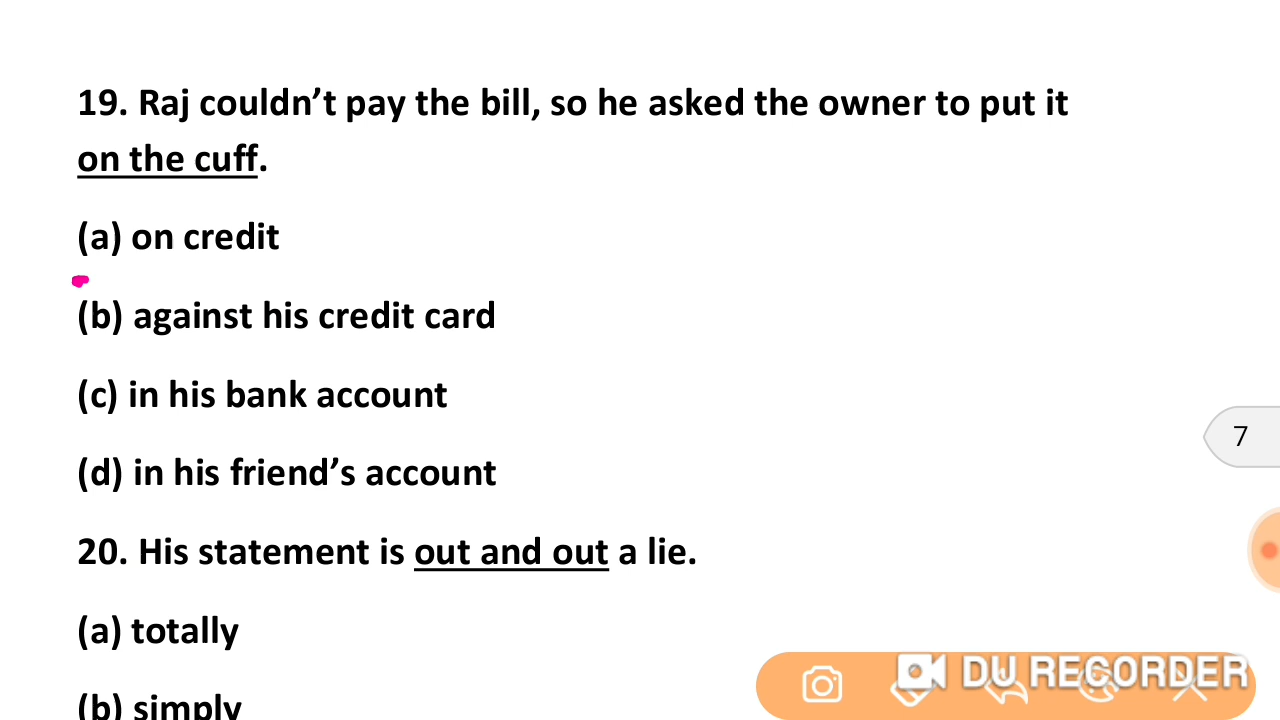 19. Raj couldn’t pay the bill, so he asked the owner to put it
on the cuff.
(a) on credit
(b) against his credit card
(c) in his bank account
(d) in his friend’s account
7
20. His statement is out and out a lie.
(a) totally
DU RECORDER
(b) simply